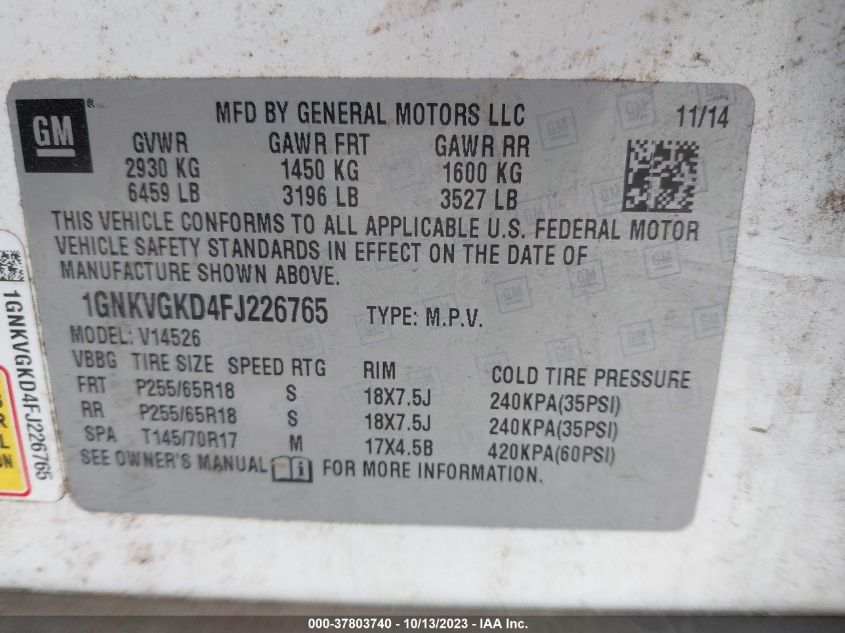 GM
MFD BY GENERAL MOTORS LLC 11/14
GVWR GAWR FRT GAWR RR
2930 KG 1450 KG 1600 KG
6459 LB 3196 LB 3527 LB
THIS VEHICLE CONFORMS TO ALL APPLICABLE U.S. FEDERAL MOTOR
VEHICLE SAFETY STANDARDS IN EFFECT ON THE DATE OF
MANUFACTURE SHOWN ABOVE.
1GNKVGKD4FJ226765 TYPE: M.P.V.
MODEL: V14526
VBBG TIRE SIZE SPEED RTG RIM COLD TIRE PRESSURE
FRT P255/65R18 S 18X7.5J 240KPA(35PSI)
RR P255/65R18 S 18X7.5J 240KPA(35PSI)
SPA T145/70R17 M 17X4.5B 420KPA(60PSI)
SEE OWNER'S MANUAL FOR MORE INFORMATION.
1GNKVGKD4FJ226765
000-37803740 - 10/13/2023 - IAA Inc.